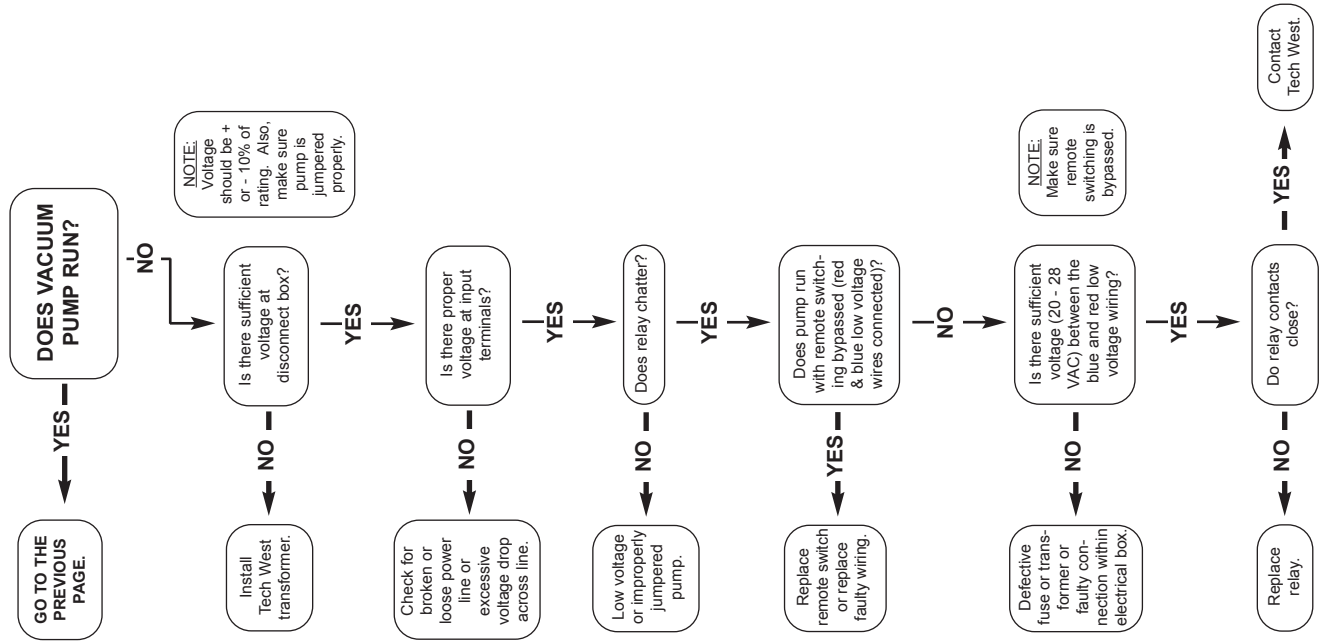 DOES VACUUM
PUMP RUN?
YES
GO TO THE
PREVIOUS
PAGE.
NO
Is there sufficient
voltage at
disconnect box?
NOTE:
Voltage
should be +
or - 10% of
rating. Also,
make sure
pump is
jumpered
properly.
NO
Install
Tech West
transformer.
YES
Is there proper
voltage at input
terminals?
NO
Check for
broken or
loose power
line or
excessive
voltage drop
across line.
YES
Does relay chatter?
NO
Low voltage
or improperly
jumpered
pump.
YES
Does pump run
with remote switch-
ing bypassed (red
& blue low voltage
wires connected)?
YES
Replace
remote switch
or replace
faulty wiring.
NO
Is there sufficient
voltage (20 - 28
VAC) between the
blue and red low
voltage wiring?
NOTE:
Make sure
remote
switching is
bypassed.
NO
Defective
fuse or trans-
former or
faulty con-
nection within
electrical box.
YES
Do relay contacts
close?
NO
Replace
relay.
YES
Contact
Tech West.